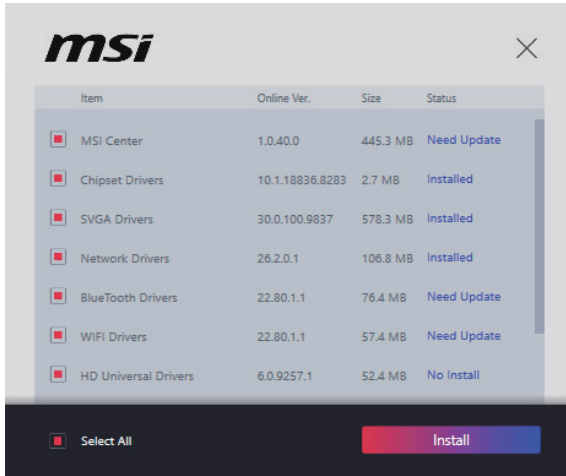 msi
Item Online Ver. Size Status
MSI Center 1.0.40.0 445.3 MB Need Update
Chipset Drivers 10.1.18836.8283 2.7 MB Installed
SVGA Drivers 30.0.100.9837 578.3 MB Installed
Network Drivers 26.2.0.1 106.8 MB Installed
BlueTooth Drivers 22.80.1.1 76.4 MB Need Update
WIFI Drivers 22.80.1.1 57.4 MB Need Update
HD Universal Drivers 6.0.9257.1 52.4 MB No Install
Select All Install